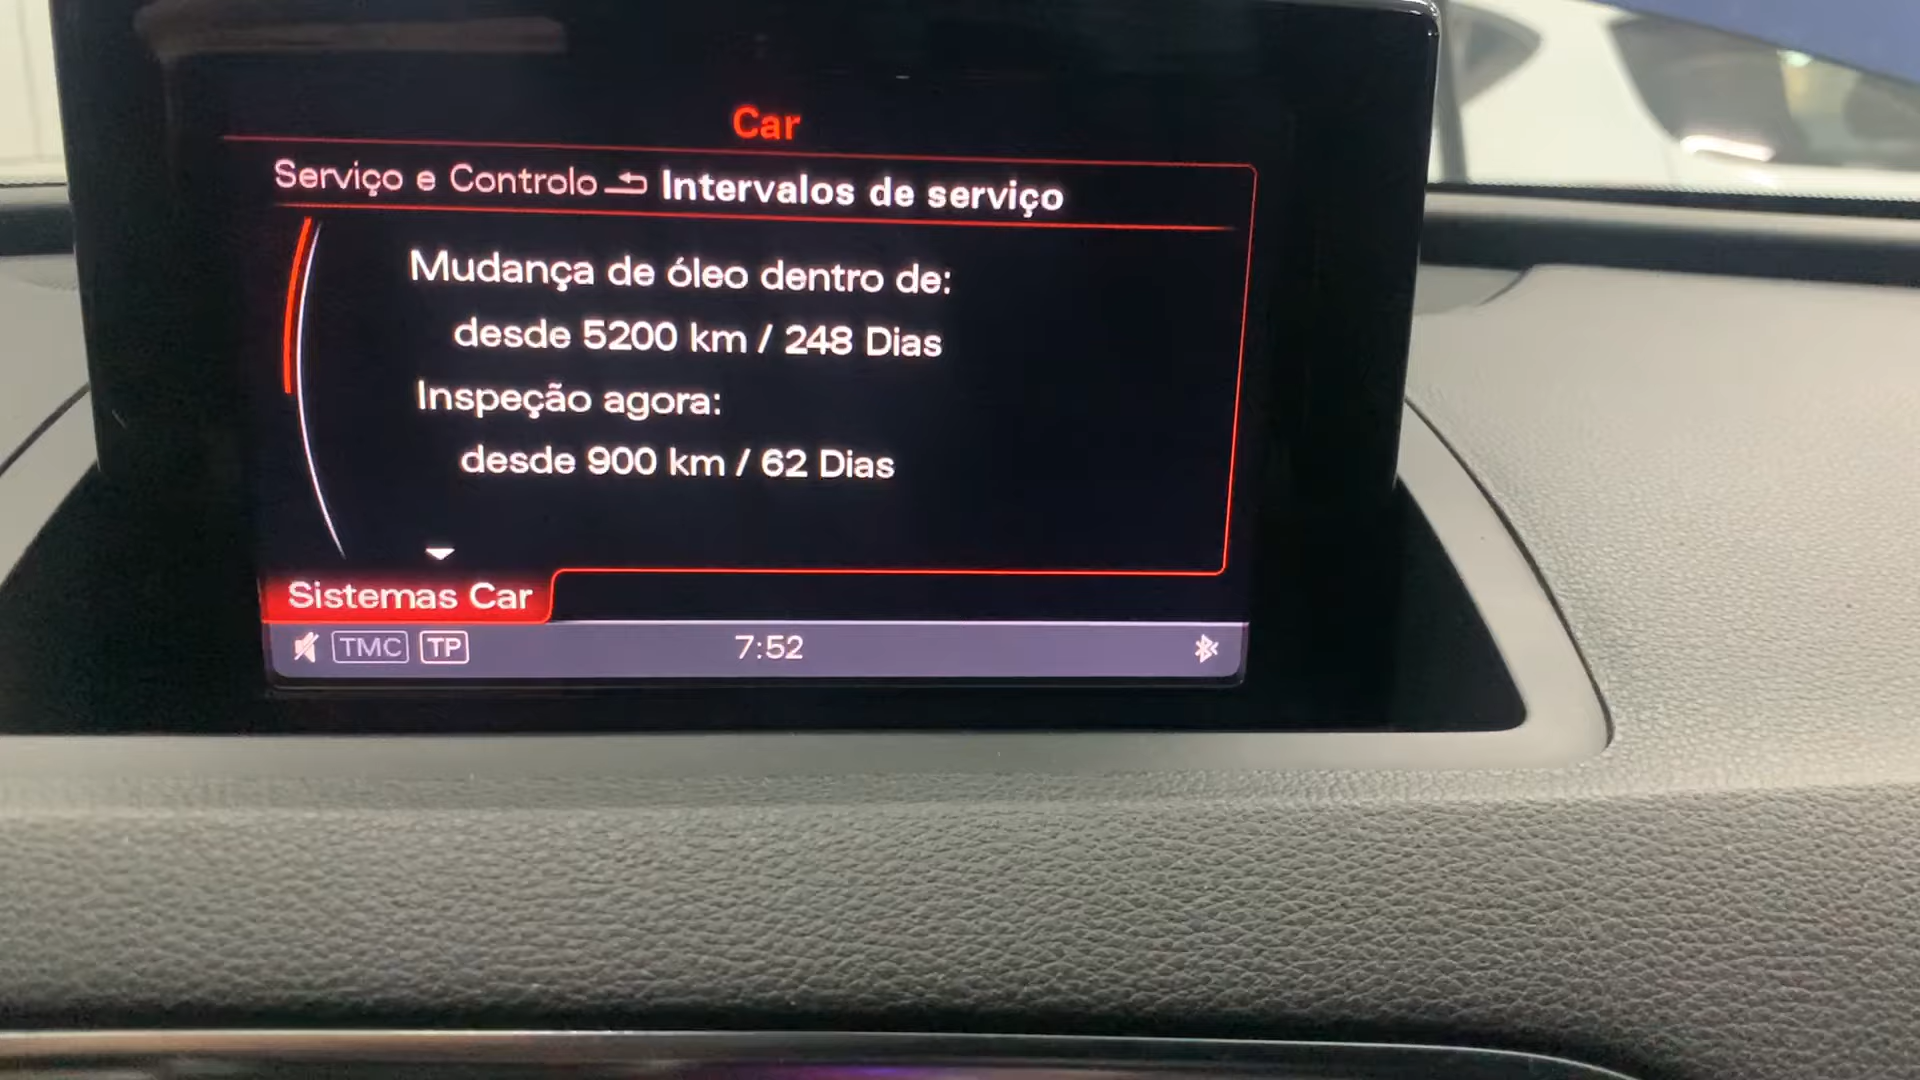 Car
Serviço e Controlo Intervalos de serviço
Mudança de óleo dentro de:
desde 5200 km / 248 Dias
Inspeção agora:
desde 900 km / 62 Dias
Sistemas Car
TMC TP 7:52